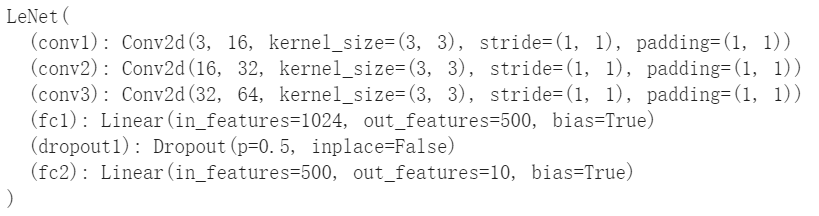 LeNet(
  (conv1): Conv2d(3, 16, kernel_size=(3, 3), stride=(1, 1), padding=(1, 1))
  (conv2): Conv2d(16, 32, kernel_size=(3, 3), stride=(1, 1), padding=(1, 1))
  (conv3): Conv2d(32, 64, kernel_size=(3, 3), stride=(1, 1), padding=(1, 1))
  (fc1): Linear(in_features=1024, out_features=500, bias=True)
  (dropout1): Dropout(p=0.5, inplace=False)
  (fc2): Linear(in_features=500, out_features=10, bias=True)
)